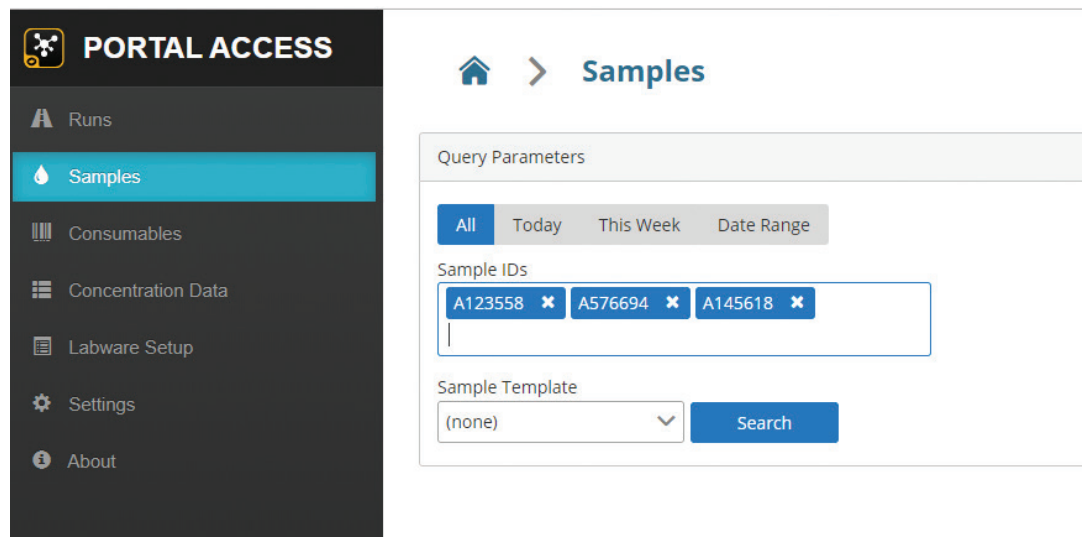 PORTAL ACCESS
Runs
Samples
Consumables
Concentration Data
Labware Setup
Settings
About
Samples
Query Parameters
All Today This Week Date Range
Sample IDs
A123558 A576694 A145618
Sample Template
(none) Search